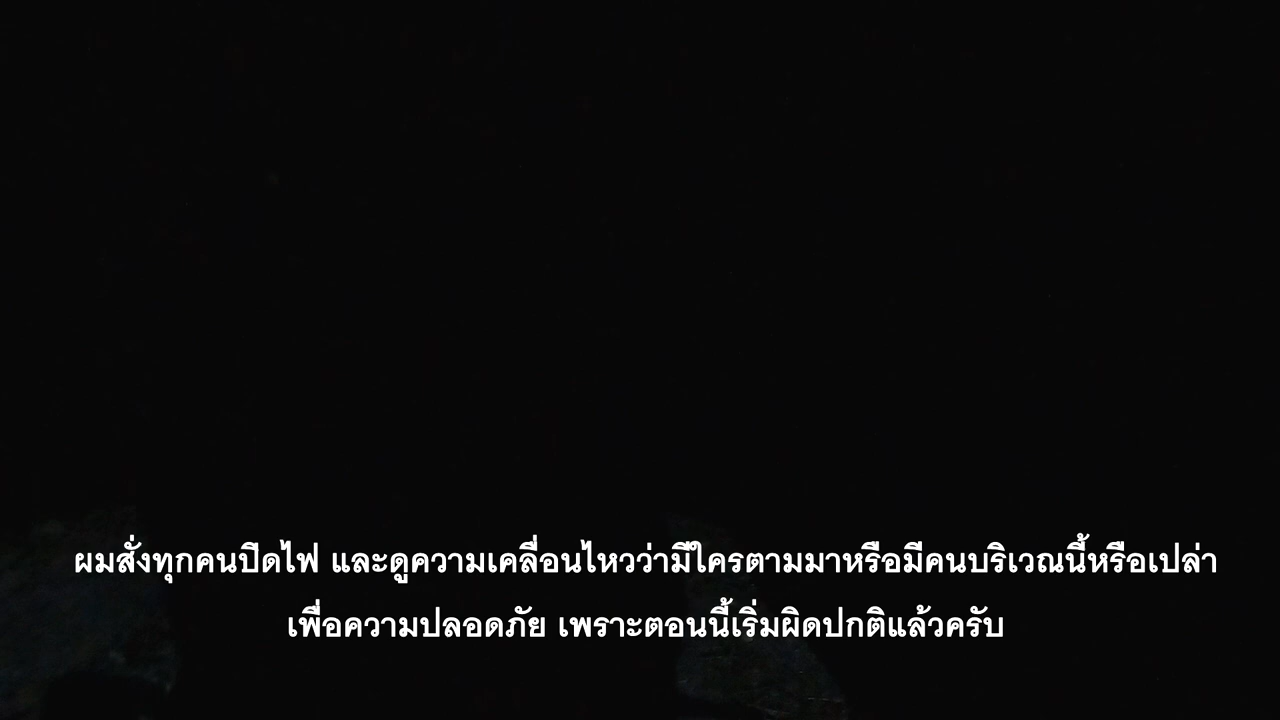 ผมสั่งทุกคนปิดไฟ และดูความเคลื่อนไหวว่ามีใครตามมาหรือมีคนบริเวณนี้หรือเปล่า
เพื่อความปลอดภัย เพราะตอนนี้เริ่มผิดปกติแล้วครับ